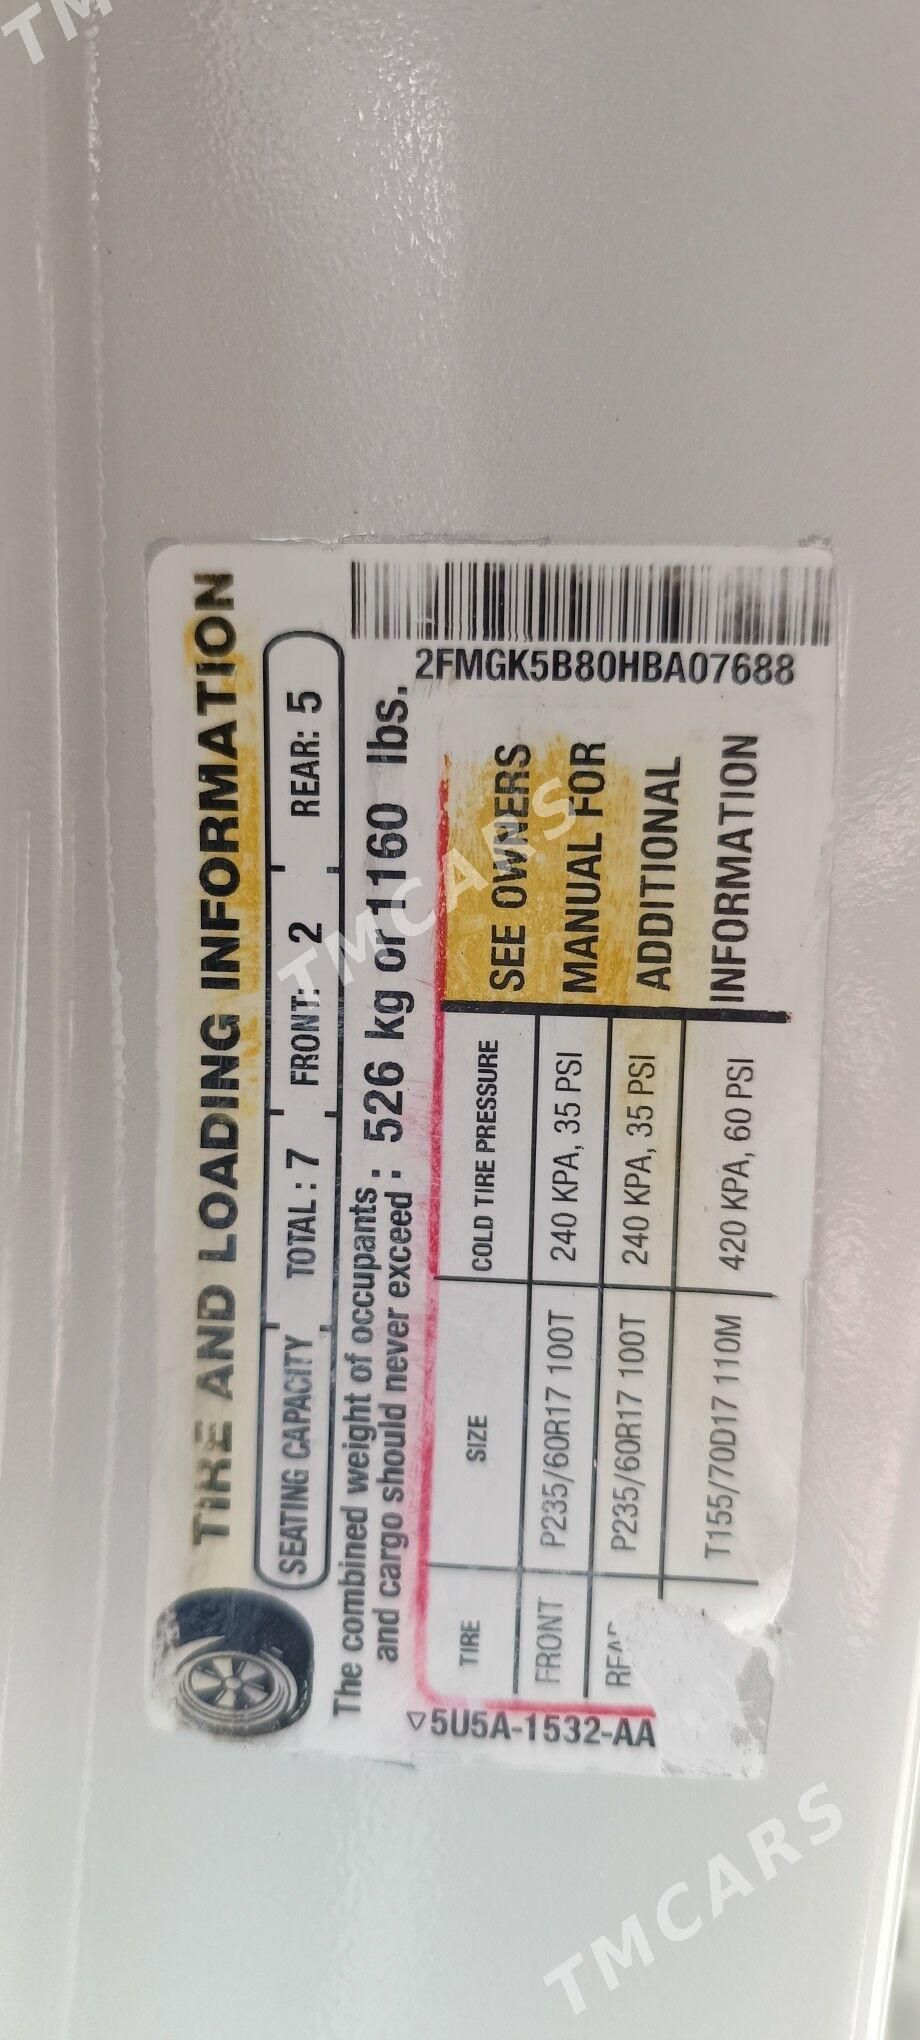 TIRE AND LOADING INFORMATION
SEATING CAPACITY TOTAL : 7 FRONT: 2 REAR: 5
The combined weight of occupants
and cargo should never exceed : 526 kg or 1160 lbs.
2FMGK5B80HBA07688
TIRE SIZE COLD TIRE PRESSURE
FRONT P235/60R17 100T 240 KPA, 35 PSI
P235/60R17 100T 240 KPA, 35 PSI
T155/70D17 110M 420 KPA, 60 PSI
SEE OWNERS
MANUAL FOR
ADDITIONAL
INFORMATION
5U5A-1532-AA
TMCARS
TMCARS
TM